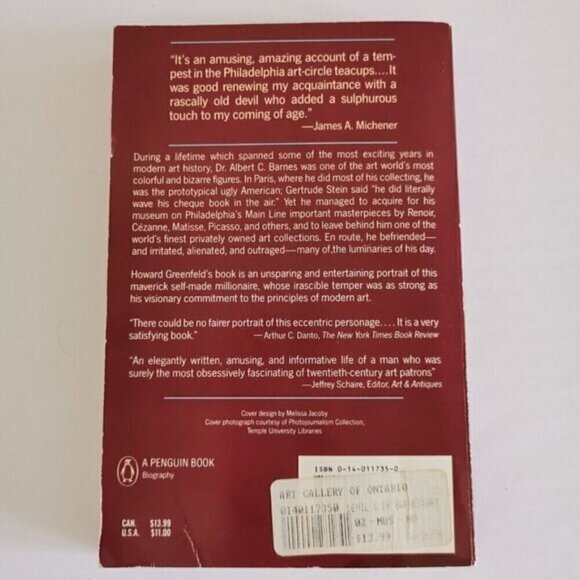 "It's an amusing, amazing account of a tem-
pest in the Philadelphia art-circle teacups....It
was good renewing my acquaintance with a
rascally old devil who added a sulphurous
touch to my coming of age."
—James A. Michener
During a lifetime which spanned some of the most exciting years in
modern art history, Dr. Albert C. Barnes was one of the art world's most
colorful and bizarre figures. In Paris, where he did most of his collecting, he
was the prototypical ugly American; Gertrude Stein said "he did literally
wave his cheque book in the air." Yet he managed to acquire for his
museum on Philadelphia's Main Line important masterpieces by Renoir,
Cézanne, Matisse, Picasso, and others, and to leave behind him one of the
world's finest privately owned art collections. En route, he befriended—
and irritated, alienated, and outraged—many of the luminaries of his day.
Howard Greenfeld's book is an unsparing and entertaining portrait of this
maverick self-made millionaire, whose irascible temper was as strong as
his visionary commitment to the principles of modern art.
"There could be no fairer portrait of this eccentric personage.... It is a very
satisfying book." —Arthur C. Danto, The New York Times Book Review
"An elegantly written, amusing, and informative life of a man who was
surely the most obsessively fascinating of twentieth-century art patrons"
—Jeffrey Schaire, Editor, Art & Antiques
Cover design by Melissa Jacoby
Cover photograph courtesy of Photojournalism Collection,
Temple University Libraries
A PENGUIN BOOK
Biography
ISBN 0-14-011735-0
ART GALLERY OF ONTARIO
0140117350
02-MUS
$13.99
CAN. $13.99
U.S.A. $11.00